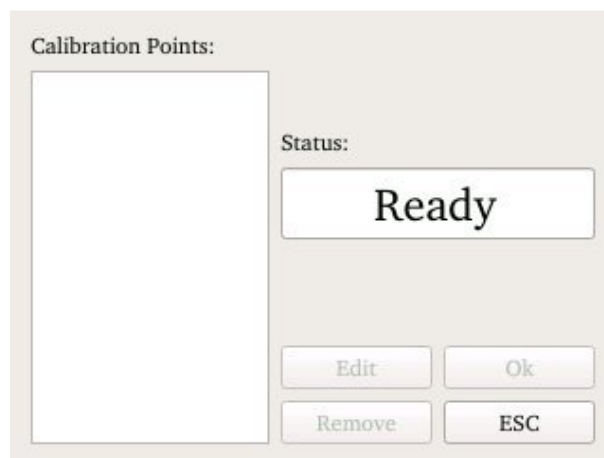 Calibration Points:
Status:
Ready
Edit
Ok
Remove
ESC